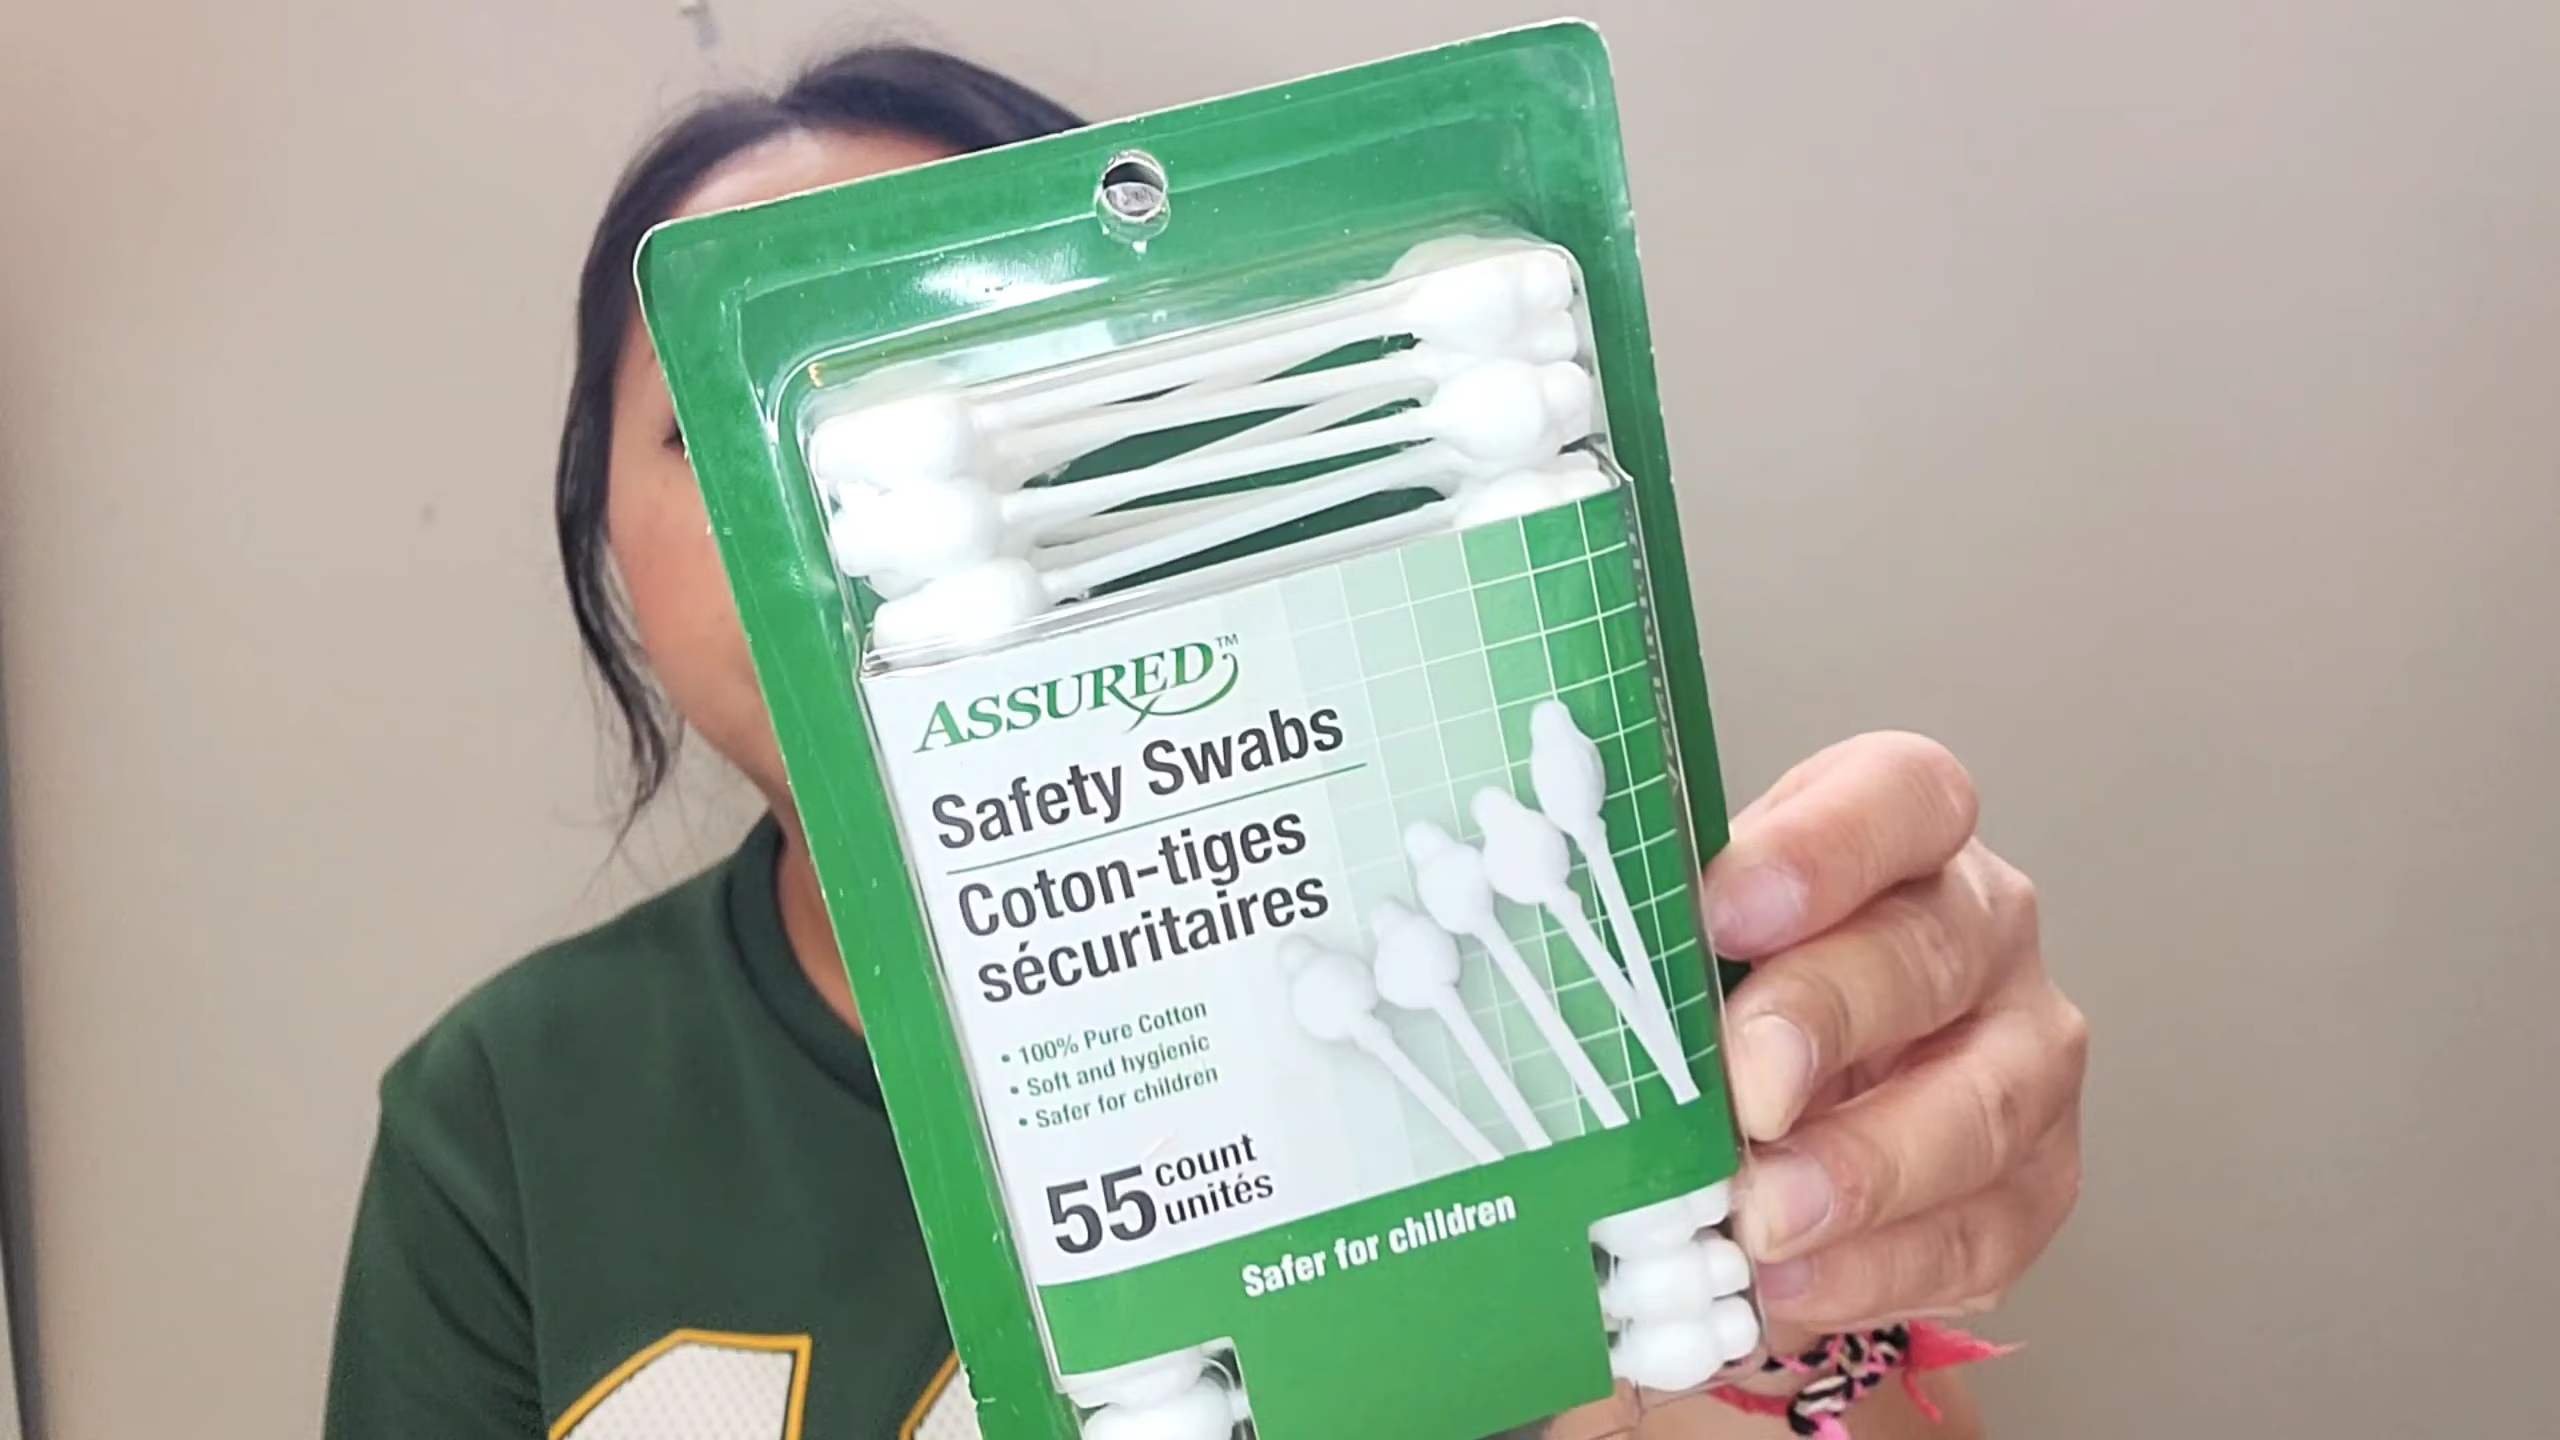 ASSURED™
Safety Swabs
Coton-tiges
sécuritaires
• 100% Pure Cotton
• Soft and hygienic
• Safer for children
55 count
unités
Safer for children